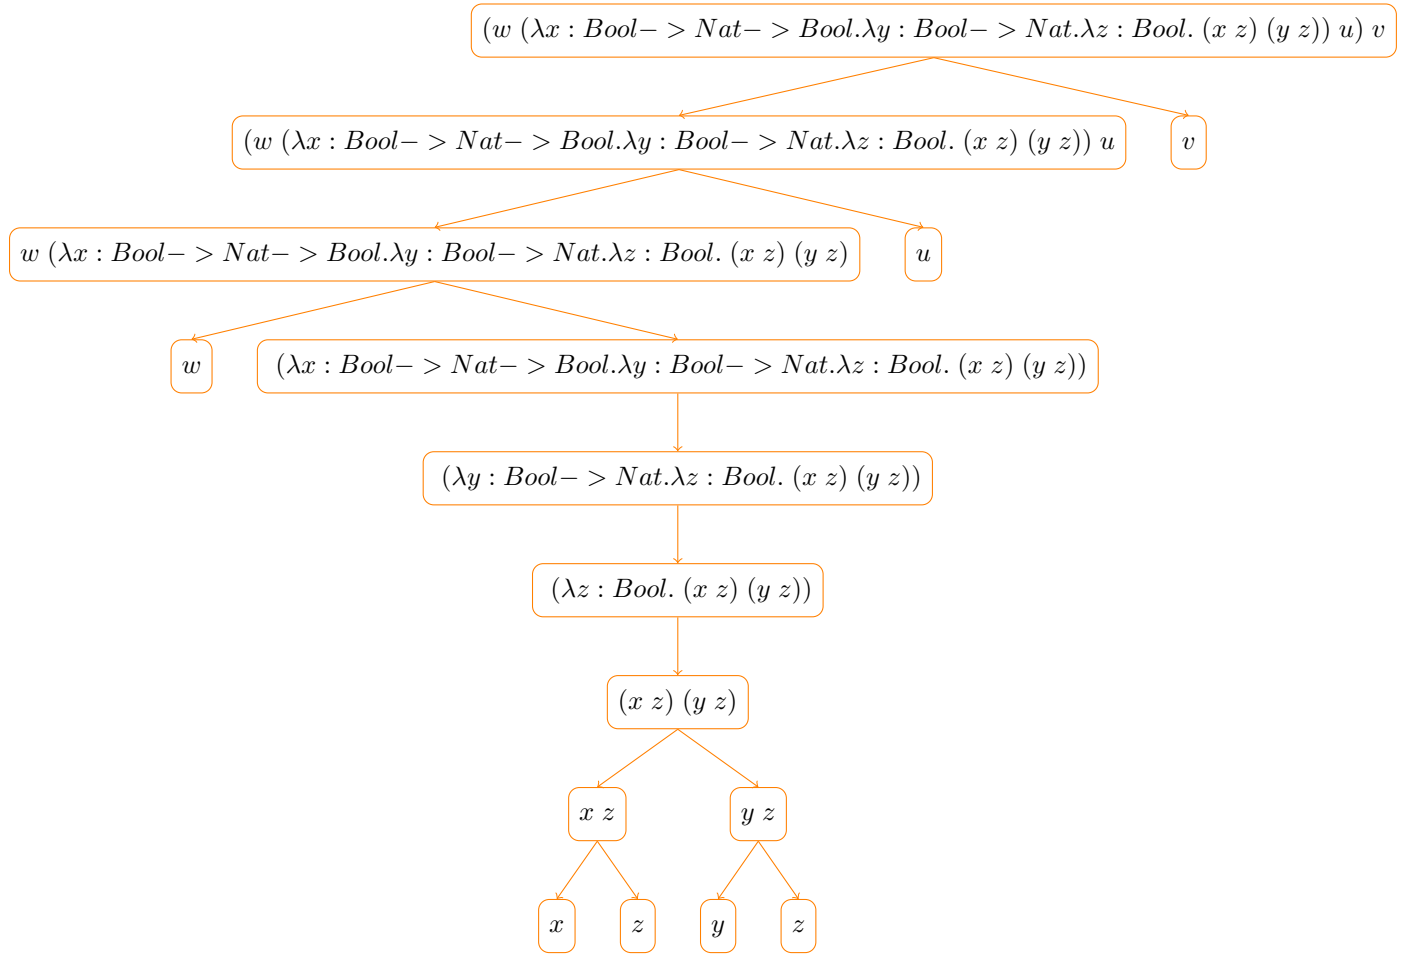 (w (λx : Bool− > Nat− > Bool.λy : Bool− > Nat.λz : Bool. (x z) (y z)) u) v
(w (λx : Bool− > Nat− > Bool.λy : Bool− > Nat.λz : Bool. (x z) (y z)) u
v
w (λx : Bool− > Nat− > Bool.λy : Bool− > Nat.λz : Bool. (x z) (y z)
u
w
(λx : Bool− > Nat− > Bool.λy : Bool− > Nat.λz : Bool. (x z) (y z))
(λy : Bool− > Nat.λz : Bool. (x z) (y z))
(λz : Bool. (x z) (y z))
(x z) (y z)
x z
y z
x
z
y
z